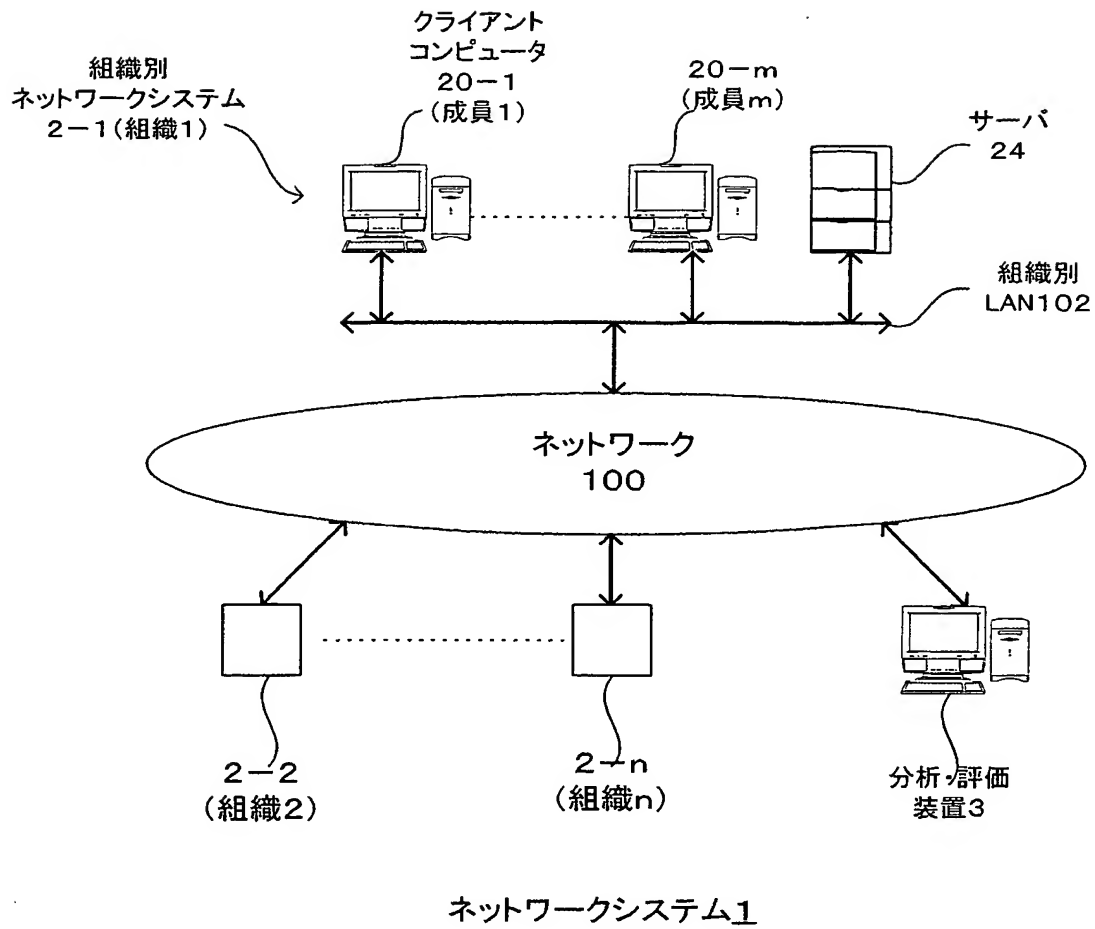 クライアント
コンピュータ
20-1
(成員1)
組織別
ネットワークシステム
2-1(組織1)
20-m
(成員m)
サーバ
24
組織別
LAN102
ネットワーク
100
2-2
(組織2)
2-n
(組織n)
分析・評価
装置3
ネットワークシステム1